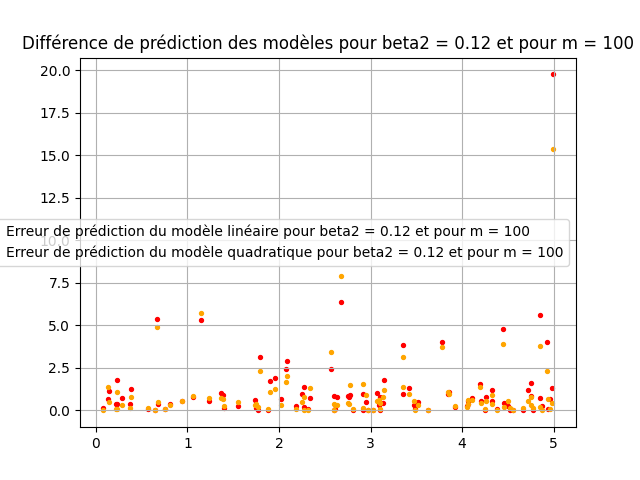 Différence de prédiction des modèles pour beta2 = 0.12 et pour m = 100
20.0
17.5
15.0
12.5
10.0
7.5
5.0
2.5
0.0
Erreur de prédiction du modèle linéaire pour beta2 = 0.12 et pour m = 100
Erreur de prédiction du modèle quadratique pour beta2 = 0.12 et pour m = 100
0 1 2 3 4 5